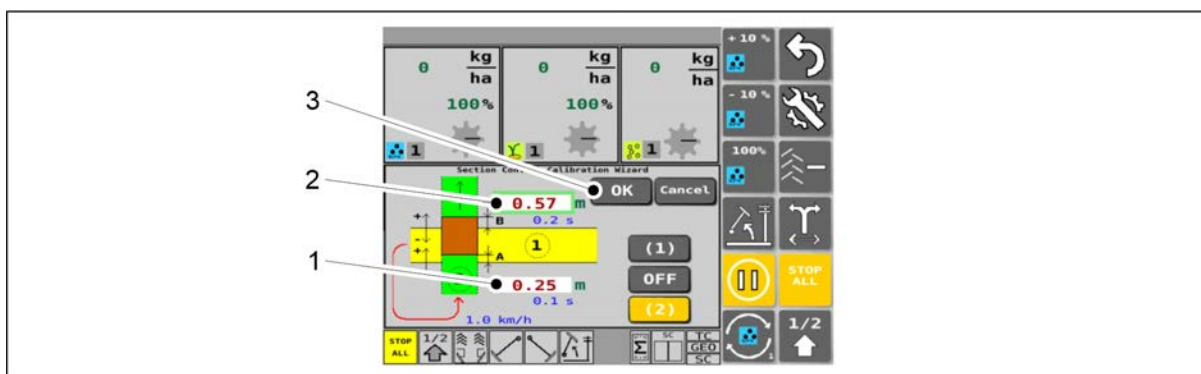 3
2
1
0 kg/ha
100%
1
0 kg/ha
100%
1
0 kg/ha
1
Section Control Calibration Wizard
0.57 m
OK
Cancel
0.2 s
+
-
+
B
1
A
(1)
OFF
(2)
0.25 m
0.1 s
1.0 km/h
STOP ALL
1/2
Σ
SC
TC
GEO
SC
+10 %
- 10 %
100%
STOP ALL
1
1/2